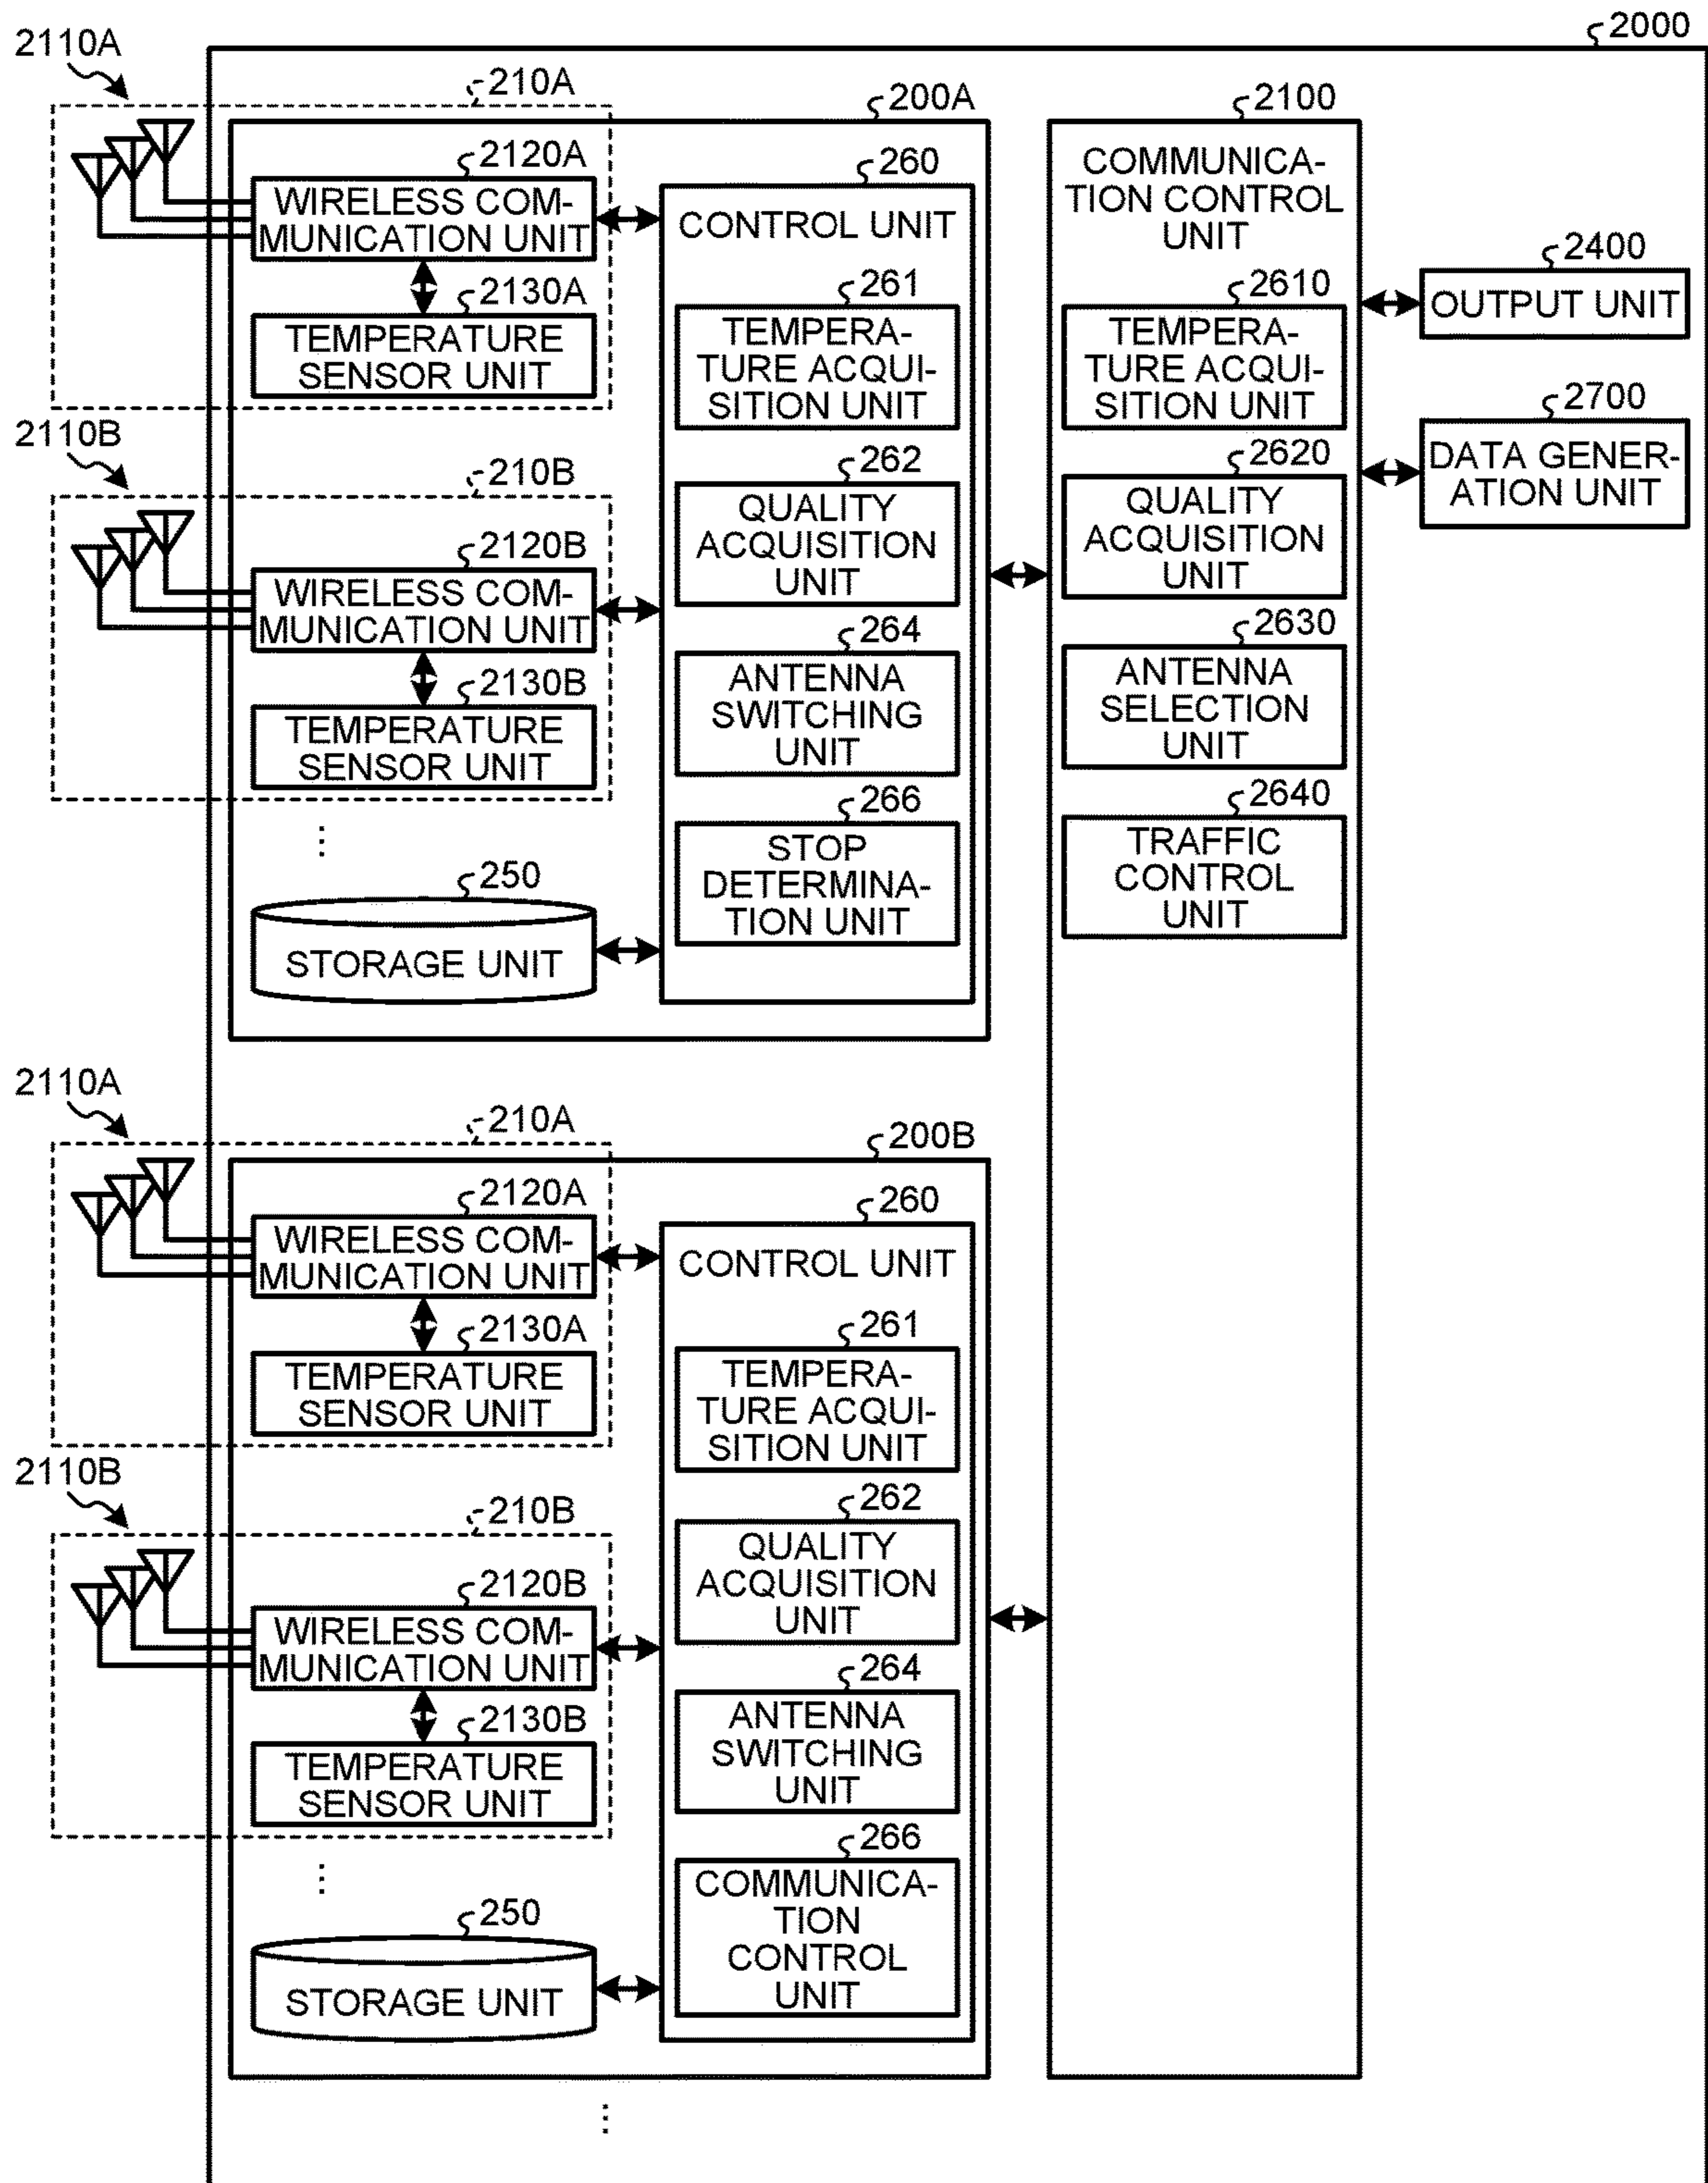 2000
2110A
210A
200A
2100
2120A
WIRELESS COM-
MUNICATION UNIT
2130A
TEMPERATURE
SENSOR UNIT
2110B
210B
2120B
WIRELESS COM-
MUNICATION UNIT
2130B
TEMPERATURE
SENSOR UNIT
⋮
250
STORAGE UNIT
260
CONTROL UNIT
261
TEMPERA-
TURE ACQUI-
SITION UNIT
262
QUALITY
ACQUISITION
UNIT
264
ANTENNA
SWITCHING
UNIT
266
STOP
DETERMINA-
TION UNIT
COMMUNICA-
TION CONTROL
UNIT
2610
TEMPERA-
TURE ACQUI-
SITION UNIT
2620
QUALITY
ACQUISITION
UNIT
2630
ANTENNA
SELECTION
UNIT
2640
TRAFFIC
CONTROL
UNIT
2400
OUTPUT UNIT
2700
DATA GENER-
ATION UNIT
2110A
210A
200B
2120A
WIRELESS COM-
MUNICATION UNIT
2130A
TEMPERATURE
SENSOR UNIT
2110B
210B
2120B
WIRELESS COM-
MUNICATION UNIT
2130B
TEMPERATURE
SENSOR UNIT
⋮
250
STORAGE UNIT
260
CONTROL UNIT
261
TEMPERA-
TURE ACQUI-
SITION UNIT
262
QUALITY
ACQUISITION
UNIT
264
ANTENNA
SWITCHING
UNIT
266
COMMUNICA-
TION
CONTROL
UNIT
⋮